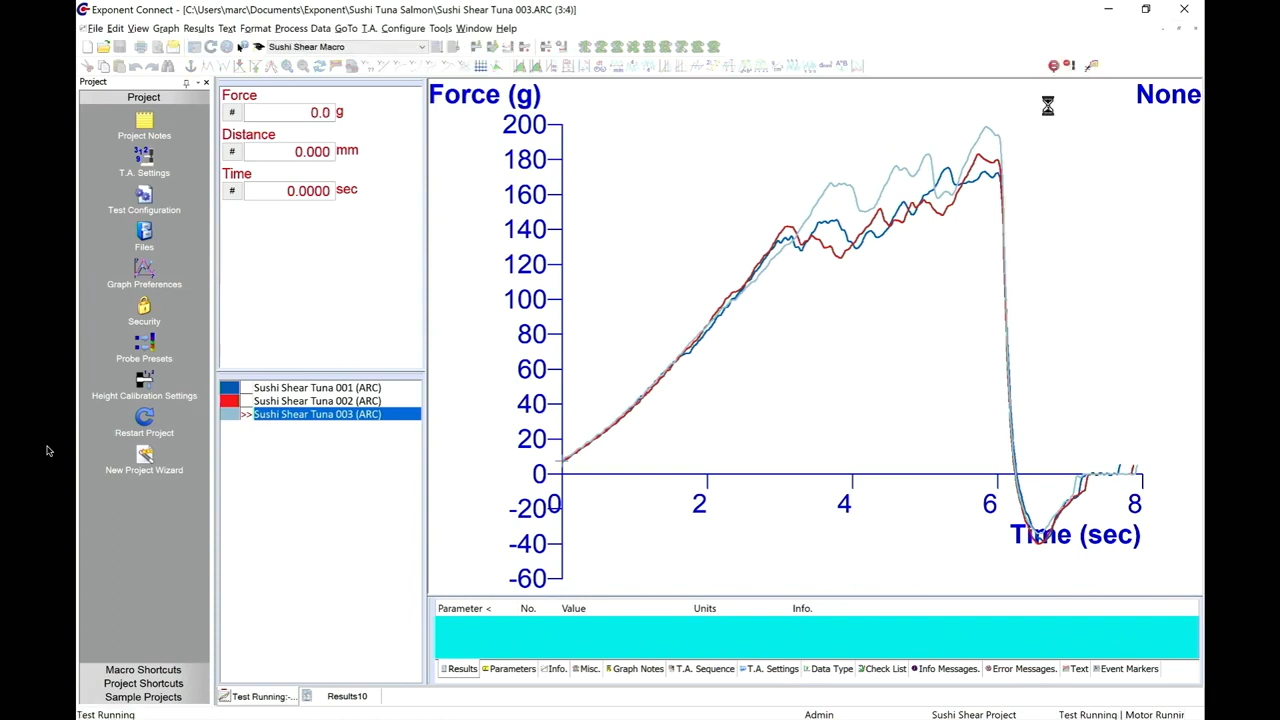 Exponent Connect - [C:\Users\marc\Documents\Exponent\Sushi Tuna Salmon\Sushi Shear Tuna 003.ARC (3:4)]
File Edit View Graph Results Text Format Process Data GoTo T.A. Configure Tools Window Help
Sushi Shear Macro
Project
Project
Project Notes
T.A. Settings
Test Configuration
Files
Graph Preferences
Security
Probe Presets
Height Calibration Settings
Restart Project
New Project Wizard
Macro Shortcuts
Project Shortcuts
Sample Projects
Force
# 0.0 g
Distance
# 0.000 mm
Time
# 0.0000 sec
Sushi Shear Tuna 001 (ARC)
Sushi Shear Tuna 002 (ARC)
>> Sushi Shear Tuna 003 (ARC)
Force (g)
None
200
180
160
140
120
100
80
60
40
20
0
-20
-40
-60
0 2 4 6 8
Time (sec)
Parameter < No. Value Units Info.
Results Parameters Info. Misc. Graph Notes T.A. Sequence T.A. Settings Data Type Check List Info Messages. Error Messages. Text Event Markers
Test Running:-... Results10
Test Running Admin Sushi Shear Project Test Running | Motor Runnir